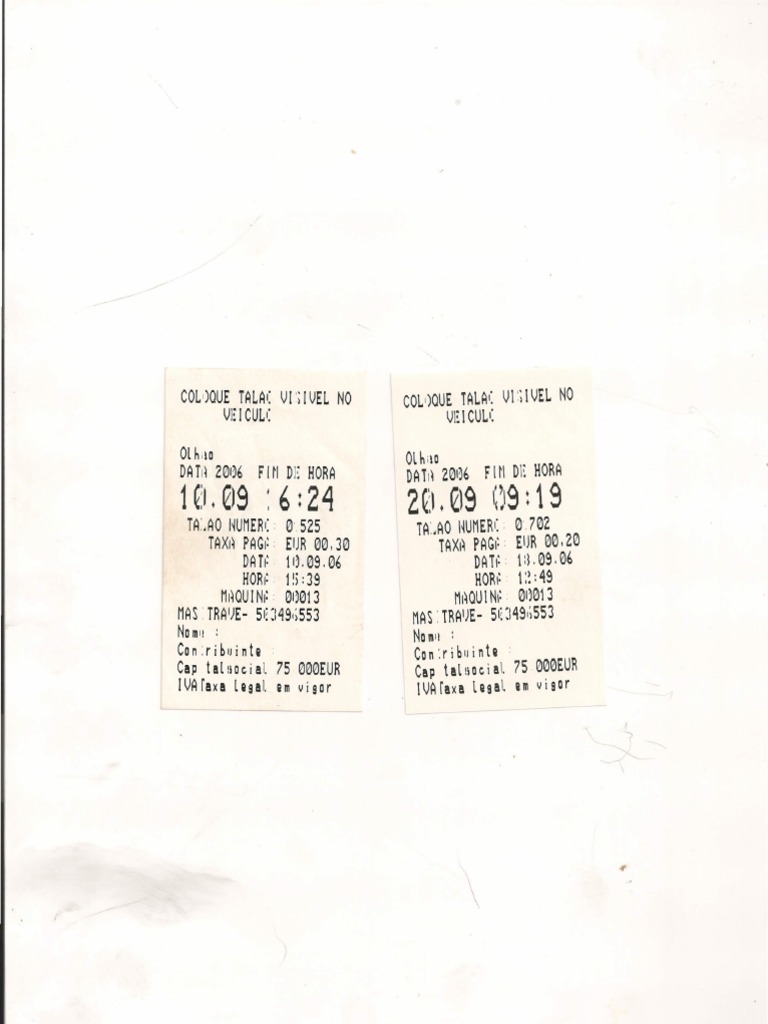 COLOQUE TALAO VISIVEL NO
VEICULO
Olhao
DATA 2006 FIM DE HORA
10.09 16:24
TALAO NUMERO: 0525
TAXA PAGA: EUR 00,30
DATA: 10.09.06
HORA: 15:39
MAQUINA: 00013
MAS TRAVE- 503496553
Nome :
Contribuinte :
Cap talsocial 75 000EUR
IVATaxa legal em vigor
COLOQUE TALAO VISIVEL NO
VEICULO
Olhao
DATA 2006 FIM DE HORA
20.09 09:19
TALAO NUMERO: 0702
TAXA PAGA: EUR 00,20
DATA: 18.09.06
HORA: 12:49
MAQUINA: 00013
MAS TRAVE- 503496553
Nome :
Contribuinte :
Cap talsocial 75 000EUR
IVATaxa legal em vigor